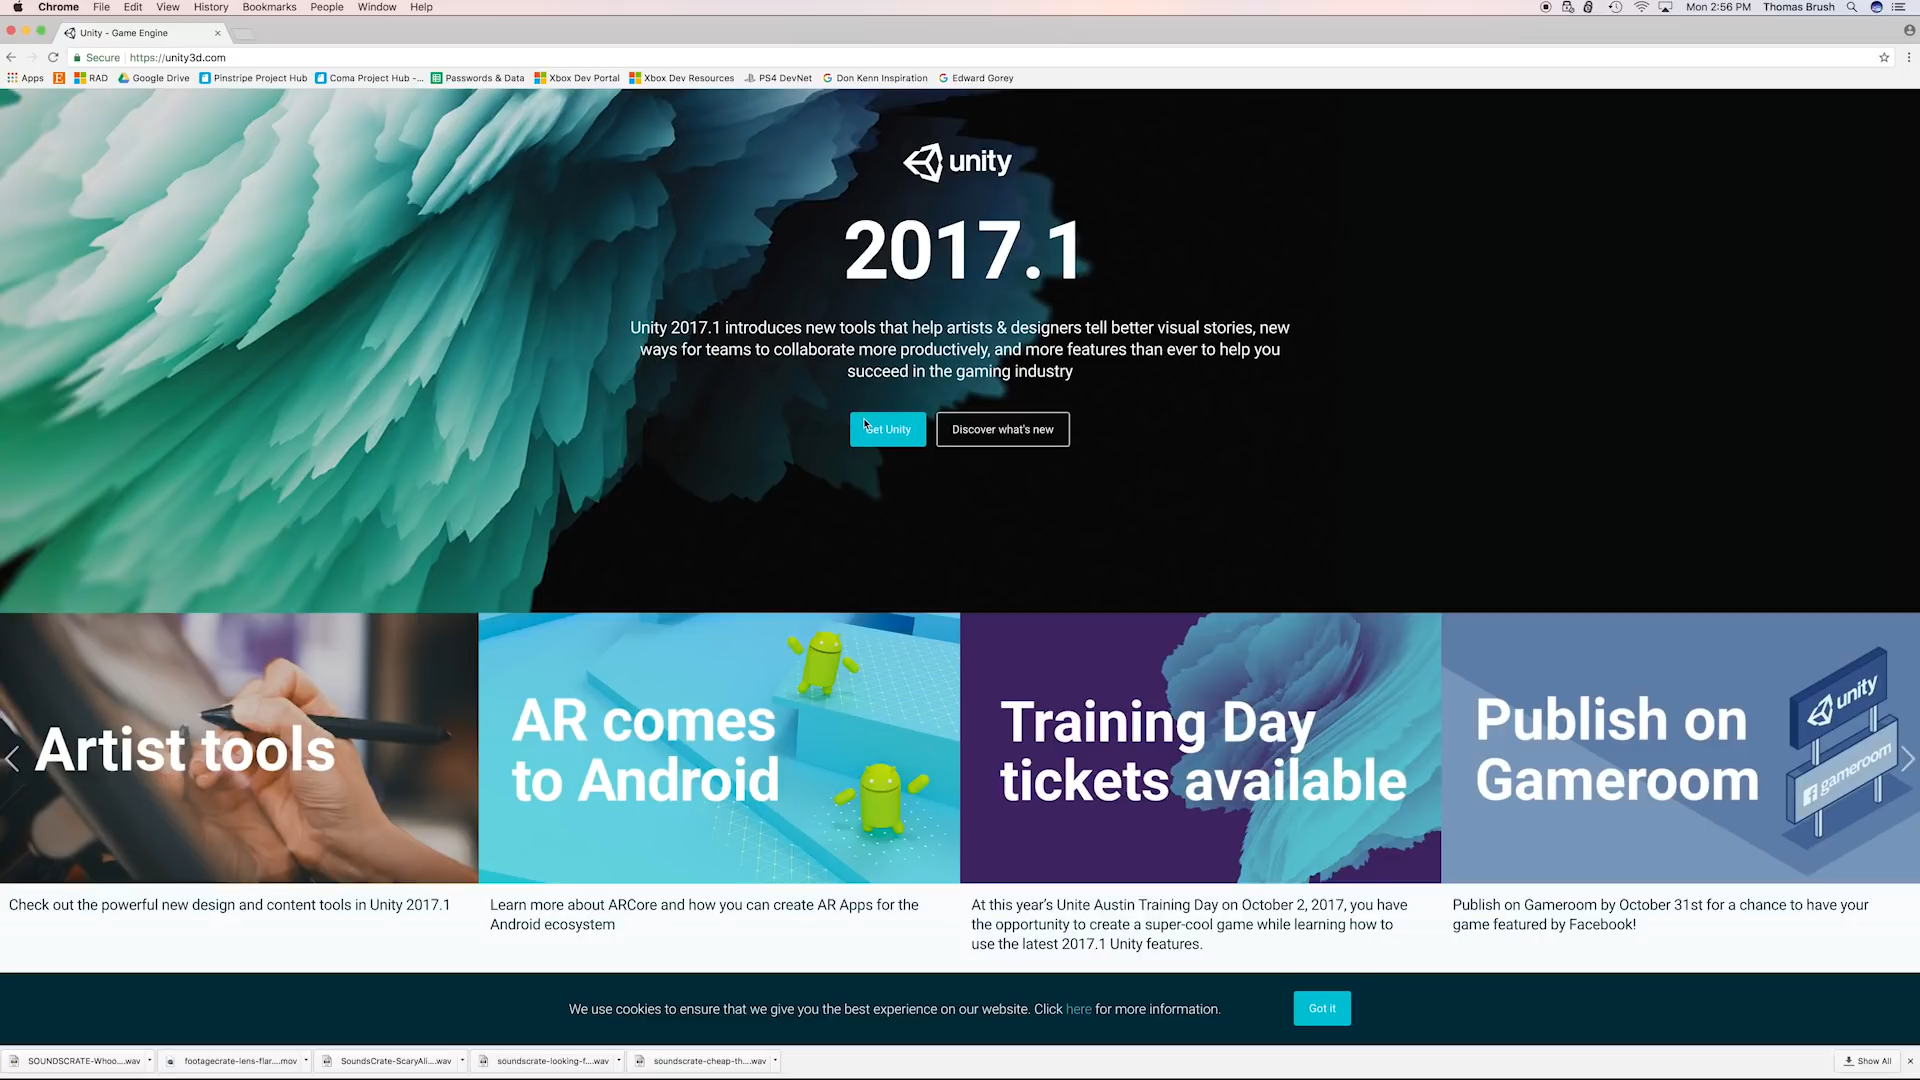 Chrome File Edit View History Bookmarks People Window Help Mon 2:56 PM Thomas Brush
Unity - Game Engine
Secure https://unity3d.com
Apps RAD Google Drive Pinstripe Project Hub Coma Project Hub -... Passwords & Data Xbox Dev Portal Xbox Dev Resources PS4 DevNet Don Kenn Inspiration Edward Gorey
unity
2017.1
Unity 2017.1 introduces new tools that help artists & designers tell better visual stories, new
ways for teams to collaborate more productively, and more features than ever to help you
succeed in the gaming industry
Get Unity Discover what's new
Artist tools
AR comes
to Android
Training Day
tickets available
Publish on
Gameroom
unity
gameroom
Check out the powerful new design and content tools in Unity 2017.1
Learn more about ARCore and how you can create AR Apps for the
Android ecosystem
At this year's Unite Austin Training Day on October 2, 2017, you have
the opportunity to create a super-cool game while learning how to
use the latest 2017.1 Unity features.
Publish on Gameroom by October 31st for a chance to have your
game featured by Facebook!
We use cookies to ensure that we give you the best experience on our website. Click here for more information. Got it
SOUNDSCRATE-Whoo....wav footagecrate-lens-flar....mov SoundsCrate-ScaryAli....wav soundscrate-looking-f....wav soundscrate-cheap-th....wav Show All